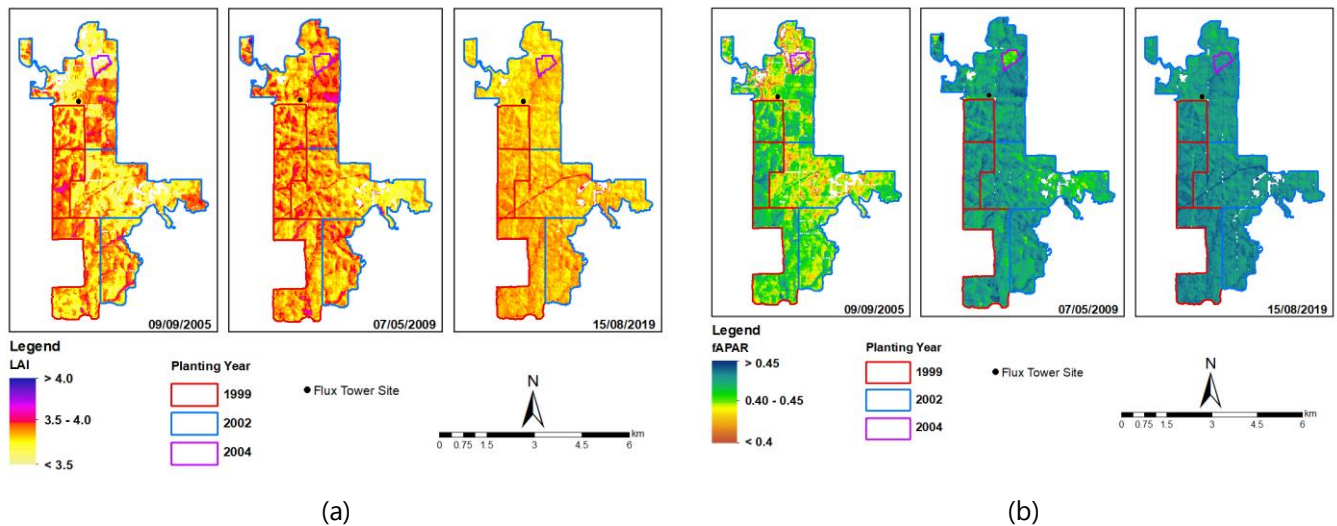 09/09/2005
07/05/2009
15/08/2019
Legend
LAI
> 4.0
3.5 - 4.0
< 3.5
Planting Year
1999
2002
2004
Flux Tower Site
N
0 0.75 1.5 3 4.5 6
km
(a)
09/09/2005
07/05/2009
15/08/2019
Legend
fAPAR
> 0.45
0.40 - 0.45
< 0.4
Planting Year
1999
2002
2004
Flux Tower Site
N
0 0.75 1.5 3 4.5 6
km
(b)